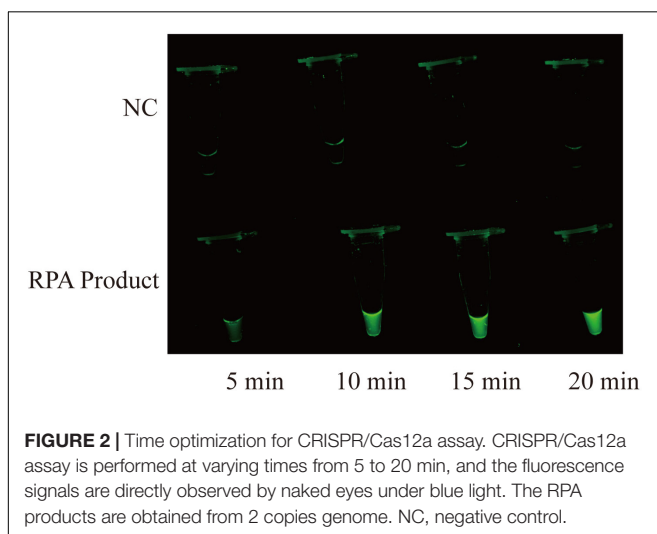 NC
RPA Product
5 min 10 min 15 min 20 min
FIGURE 2 | Time optimization for CRISPR/Cas12a assay. CRISPR/Cas12a
assay is performed at varying times from 5 to 20 min, and the fluorescence
signals are directly observed by naked eyes under blue light. The RPA
products are obtained from 2 copies genome. NC, negative control.